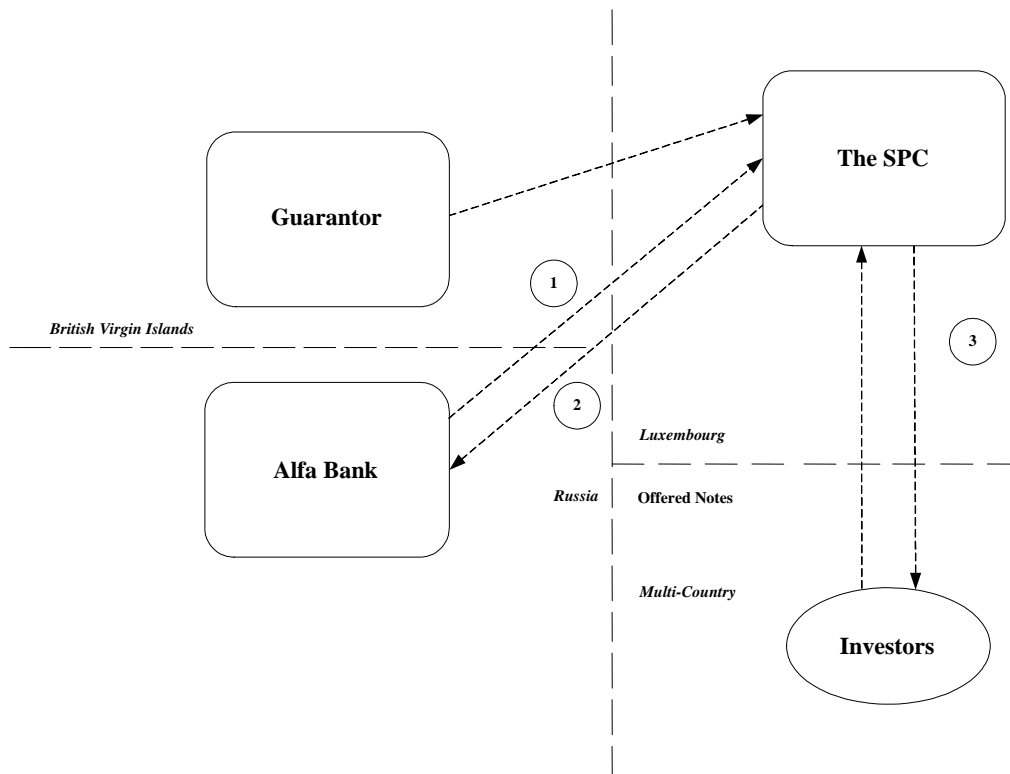 The SPC
Guarantor
1
British Virgin Islands
3
2
Luxembourg
Alfa Bank
Russia
Offered Notes
Multi-Country
Investors